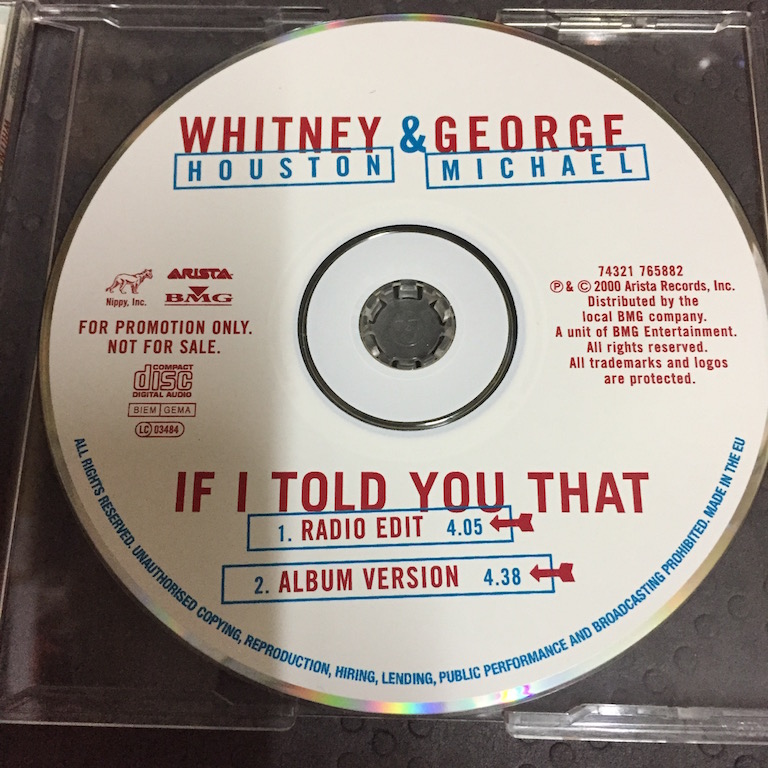 WHITNEY & GEORGE
HOUSTON MICHAEL
Nippy, Inc.
ARISTA
BMG
FOR PROMOTION ONLY.
NOT FOR SALE.
COMPACT
disc
DIGITAL AUDIO
BIEM GEMA
LC 03484
74321 765882
℗ & © 2000 Arista Records, Inc.
Distributed by the
local BMG company.
A unit of BMG Entertainment.
All rights reserved.
All trademarks and logos
are protected.
IF I TOLD YOU THAT
1. RADIO EDIT 4.05
2. ALBUM VERSION 4.38
ALL RIGHTS RESERVED. UNAUTHORISED COPYING, REPRODUCTION, HIRING, LENDING, PUBLIC PERFORMANCE AND BROADCASTING PROHIBITED. MADE IN THE EU